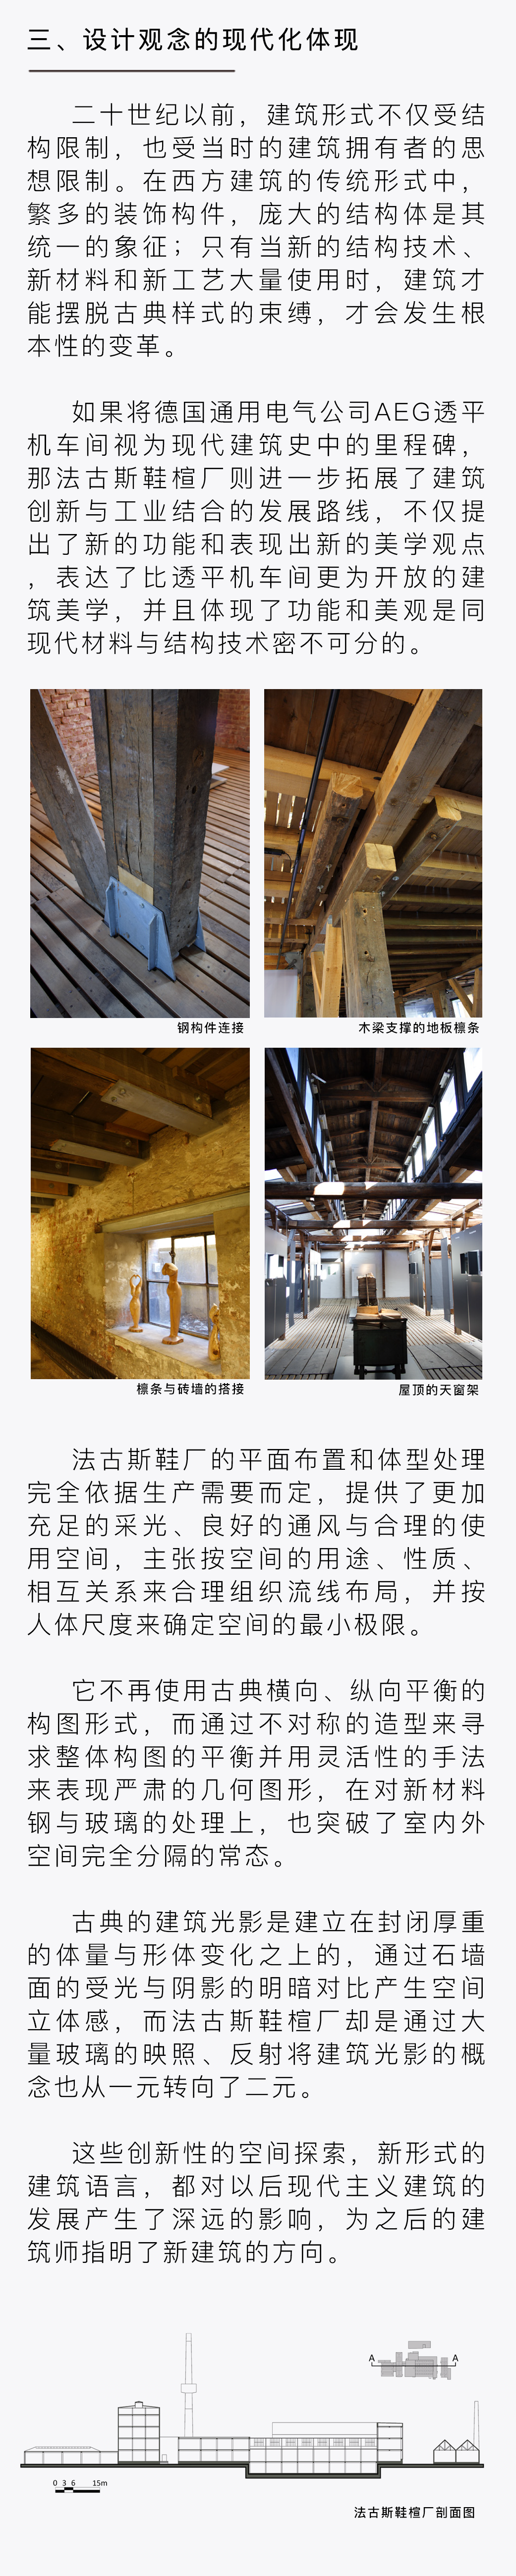 三、设计观念的现代化体现
二十世纪以前，建筑形式不仅受结
构限制，也受当时的建筑拥有者的思
想限制。在西方建筑的传统形式中，
繁多的装饰构件，庞大的结构体是其
统一的象征；只有当新的结构技术、
新材料和新工艺大量使用时，建筑才
能摆脱古典样式的束缚，才会发生根
本性的变革。
如果将德国通用电气公司AEG透平
机车间视为现代建筑史中的里程碑，
那法古斯鞋楦厂则进一步拓展了建筑
创新与工业结合的发展路线，不仅提
出了新的功能和表现出新的美学观点
，表达了比透平机车间更为开放的建
筑美学，并且体现了功能和美观是同
现代材料与结构技术密不可分的。
钢构件连接
木梁支撑的地板檩条
檩条与砖墙的搭接
屋顶的天窗架
法古斯鞋厂的平面布置和体型处理
完全依据生产需要而定，提供了更加
充足的采光、良好的通风与合理的使
用空间，主张按空间的用途、性质、
相互关系来合理组织流线布局，并按
人体尺度来确定空间的最小极限。
它不再使用古典横向、纵向平衡的
构图形式，而通过不对称的造型来寻
求整体构图的平衡并用灵活性的手法
来表现严肃的几何图形，在对新材料
钢与玻璃的处理上，也突破了室内外
空间完全分隔的常态。
古典的建筑光影是建立在封闭厚重
的体量与形体变化之上的，通过石墙
面的受光与阴影的明暗对比产生空间
立体感，而法古斯鞋楦厂却是通过大
量玻璃的映照、反射将建筑光影的概
念也从一元转向了二元。
这些创新性的空间探索，新形式的
建筑语言，都对以后现代主义建筑的
发展产生了深远的影响，为之后的建
筑师指明了新建筑的方向。
A A
0 3 6 15m
法古斯鞋楦厂剖面图